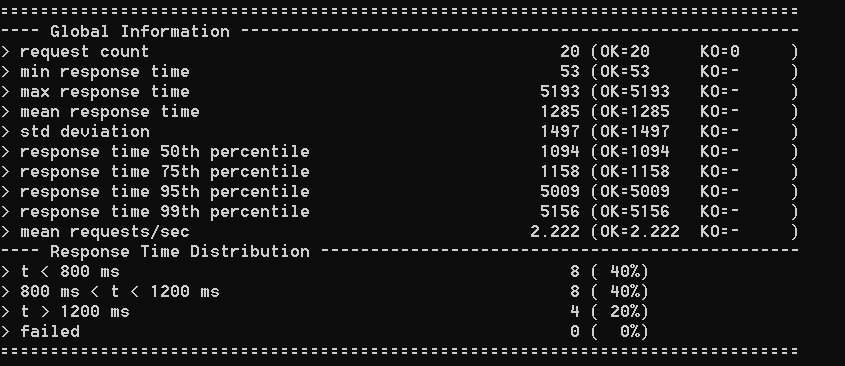 ================================================================================
---- Global Information --------------------------------------------------------
> request count                                         20 (OK=20     KO=0     )
> min response time                                     53 (OK=53     KO=-     )
> max response time                                   5193 (OK=5193   KO=-     )
> mean response time                                  1285 (OK=1285   KO=-     )
> std deviation                                       1497 (OK=1497   KO=-     )
> response time 50th percentile                       1094 (OK=1094   KO=-     )
> response time 75th percentile                       1158 (OK=1158   KO=-     )
> response time 95th percentile                       5009 (OK=5009   KO=-     )
> response time 99th percentile                       5156 (OK=5156   KO=-     )
> mean requests/sec                                  2.222 (OK=2.222  KO=-     )
---- Response Time Distribution ------------------------------------------------
> t < 800 ms                                             8 ( 40%)
> 800 ms < t < 1200 ms                                   8 ( 40%)
> t > 1200 ms                                            4 ( 20%)
> failed                                                 0 (  0%)
================================================================================